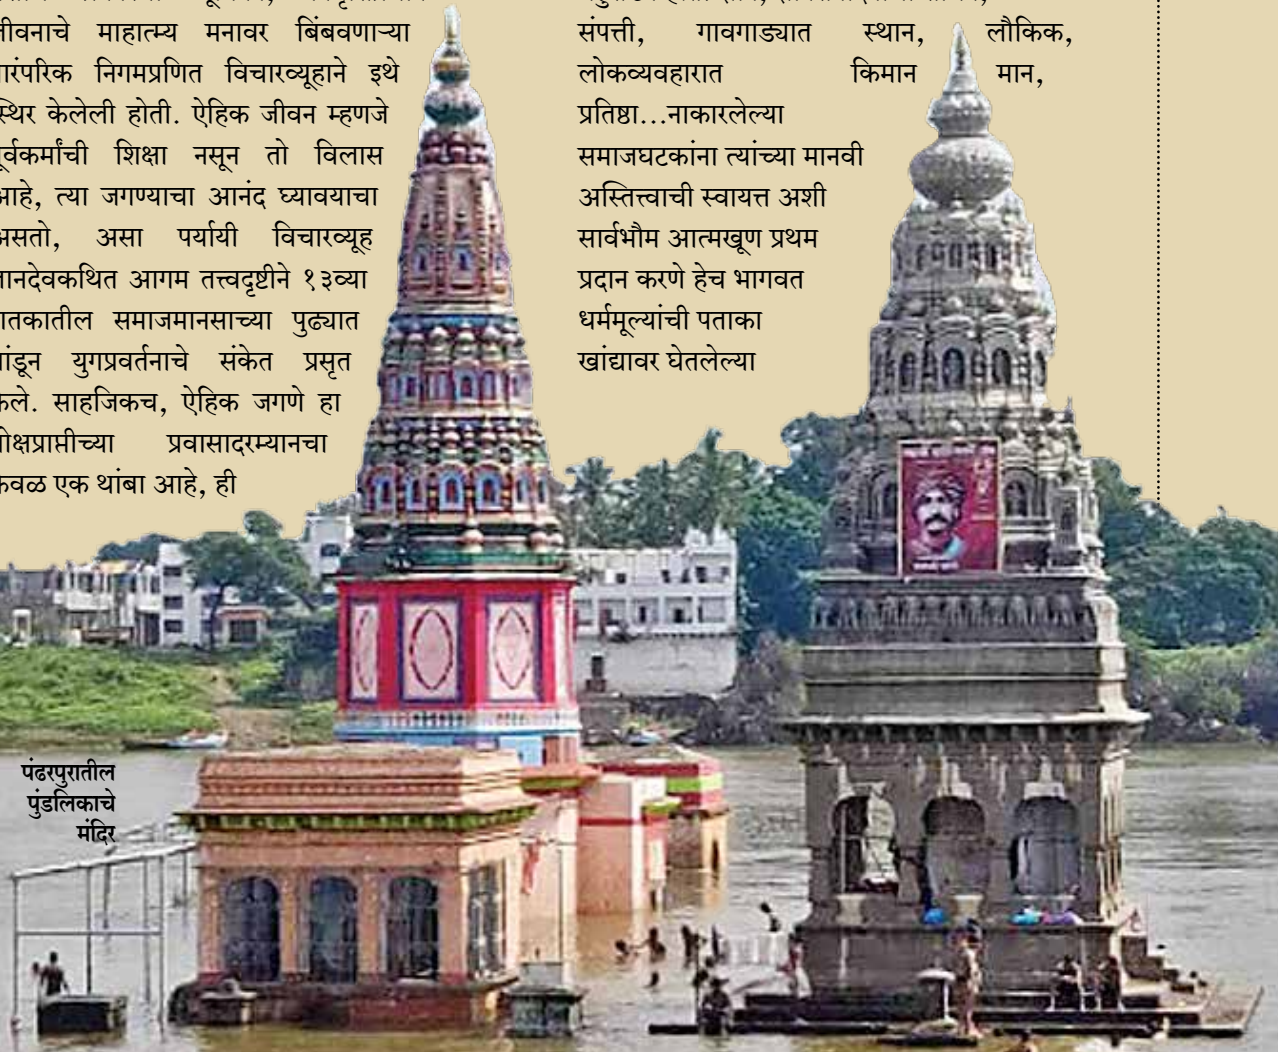 जीवनाचे माहात्म्य मनावर बिंबवणाऱ्या
पारंपरिक निगमप्रणित विचारव्यूहाने इथे
स्थिर केलेली होती. ऐहिक जीवन म्हणजे
पूर्वकर्मांची शिक्षा नसून तो विलास
आहे, त्या जगण्याचा आनंद घ्यावयाचा
असतो, असा पर्यायी विचारव्यूह
ज्ञानदेवकथित आगम तत्त्वदृष्टीने १३व्या
शतकातील समाजमानसाच्या पुढ्यात
मांडून युगप्रवर्तनाचे संकेत प्रसृत
केले. साहजिकच, ऐहिक जगणे हा
मोक्षप्राप्तीच्या प्रवासादरम्यानचा
केवळ एक थांबा आहे, ही
संपत्ती, गावगाड्यात स्थान, लौकिक,
लोकव्यवहारात किमान मान,
प्रतिष्ठा...नाकारलेल्या
समाजघटकांना त्यांच्या मानवी
अस्तित्त्वाची स्वायत्त अशी
सार्वभौम आत्मखूण प्रथम
प्रदान करणे हेच भागवत
धर्ममूल्यांची पताका
खांद्यावर घेतलेल्या
पंढरपुरातील
पुंडलिकाचे
मंदिर